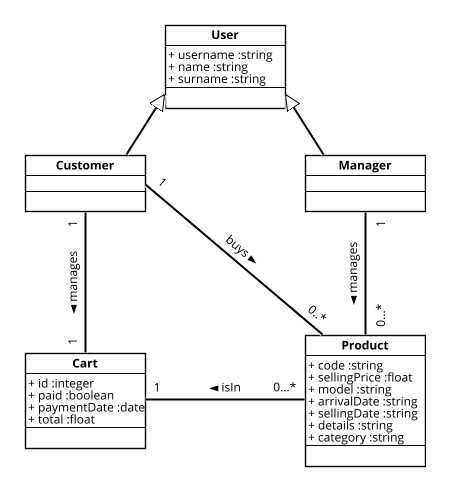 User
+ username :string
+ name :string
+ surname :string
Customer
Manager
1
1
buys ►
1
◄ manages
◄ manages
0..*
0...*
1
Cart
+ id :integer
+ paid :boolean
+ paymentDate :date
+ total :float
1
◄ isIn
0...*
Product
+ code :string
+ sellingPrice :float
+ model :string
+ arrivalDate :string
+ sellingDate :string
+ details :string
+ category :string